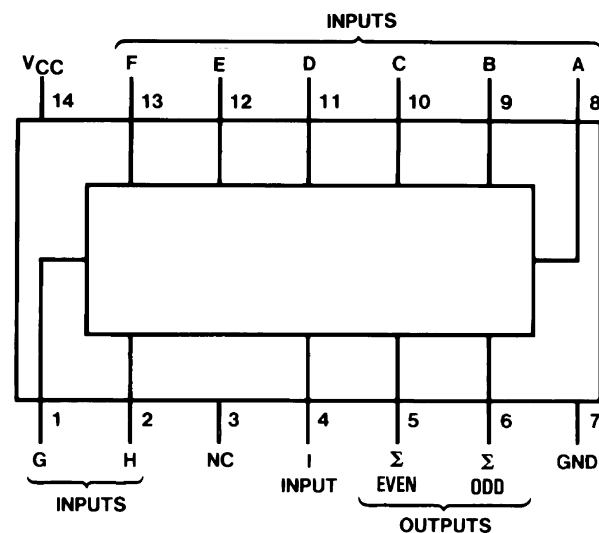 INPUTS
VCC F E D C B A
14 13 12 11 10 9 8
1 2 3 4 5 6 7
G H NC I Σ Σ GND
INPUTS INPUT EVEN ODD
OUTPUTS